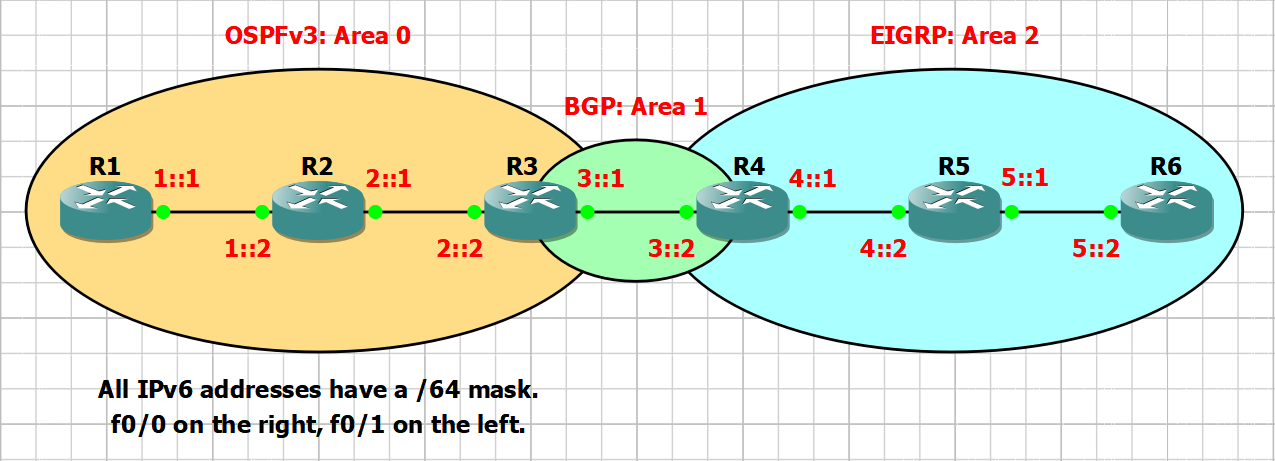 OSPFv3: Area 0
EIGRP: Area 2
BGP: Area 1
R1
R2
R3
R4
R5
R6
1::1
2::1
3::1
4::1
5::1
1::2
2::2
3::2
4::2
5::2
All IPv6 addresses have a /64 mask.
f0/0 on the right, f0/1 on the left.